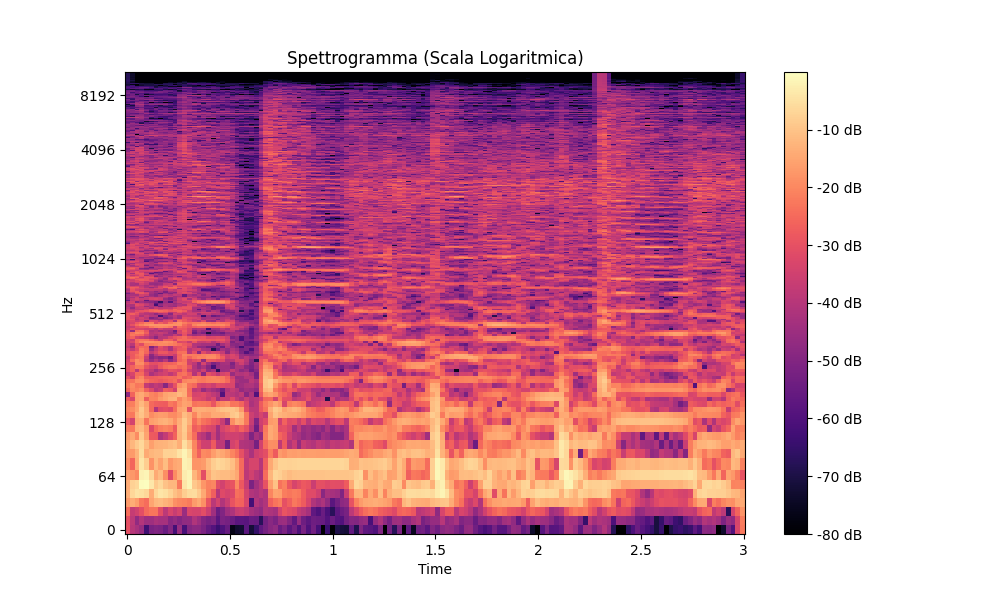 Spettrogramma (Scala Logaritmica)
8192
4096
2048
1024
512
256
128
64
0
Hz
0
0.5
1
1.5
2
2.5
3
Time
-10 dB
-20 dB
-30 dB
-40 dB
-50 dB
-60 dB
-70 dB
-80 dB